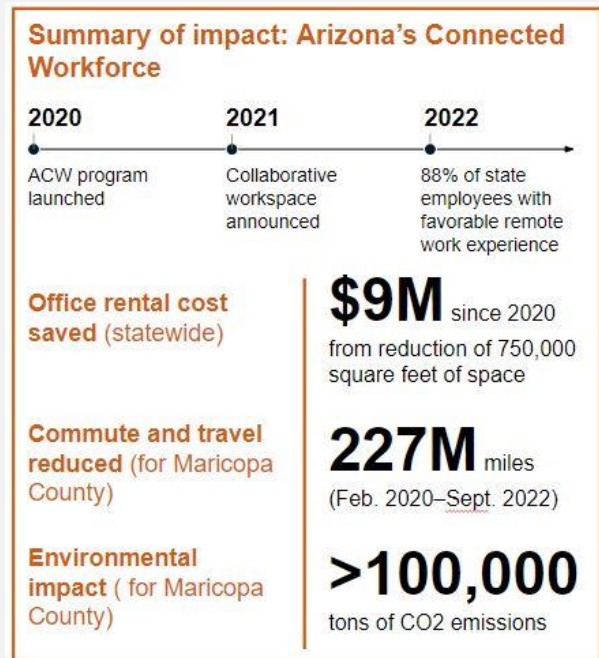 Summary of impact: Arizona's Connected
Workforce
2020
2021
2022
ACW program
launched
Collaborative
workspace
announced
88% of state
employees with
favorable remote
work experience
Office rental cost
saved (statewide)
$9M since 2020
from reduction of 750,000
square feet of space
Commute and travel
reduced (for Maricopa
County)
227M miles
(Feb. 2020–Sept. 2022)
Environmental
impact ( for Maricopa
County)
>100,000
tons of CO2 emissions